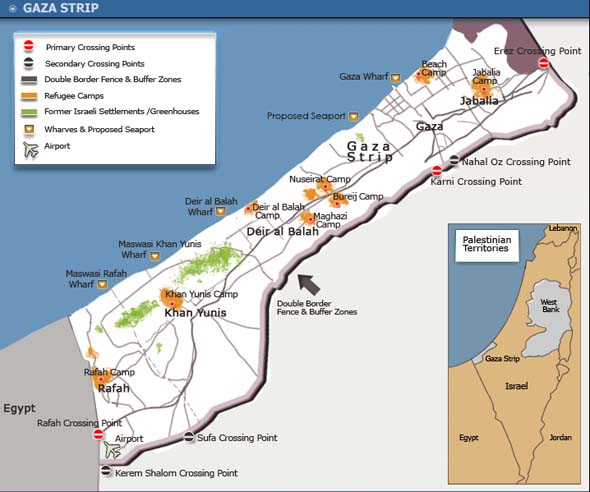 GAZA STRIP
Primary Crossing Points
Secondary Crossing Points
Double Border Fence & Buffer Zones
Refugee Camps
Former Israeli Settlements /Greenhouses
Wharves & Proposed Seaport
Airport
Erez Crossing Point
Beach
Camp
Jabalia
Camp
Gaza Wharf
Jabalia
Proposed Seaport
Gaza
Gaza
Strip
Nahal Oz Crossing Point
Karni Crossing Point
Nuseirat Camp
Bureij Camp
Deir al Balah
Wharf
Deir al Balah
Camp
Maghazi
Camp
Deir al Balah
Maswasi Khan Yunis
Wharf
Maswasi Rafah
Wharf
Khan Yunis Camp
Khan Yunis
Double Border
Fence & Buffer Zones
Rafah Camp
Rafah
Egypt
Rafah Crossing Point
Airport
Sufa Crossing Point
Kerem Shalom Crossing Point
Palestinian
Territories
Lebanon
West
Bank
Gaza Strip
Israel
Egypt
Jordan